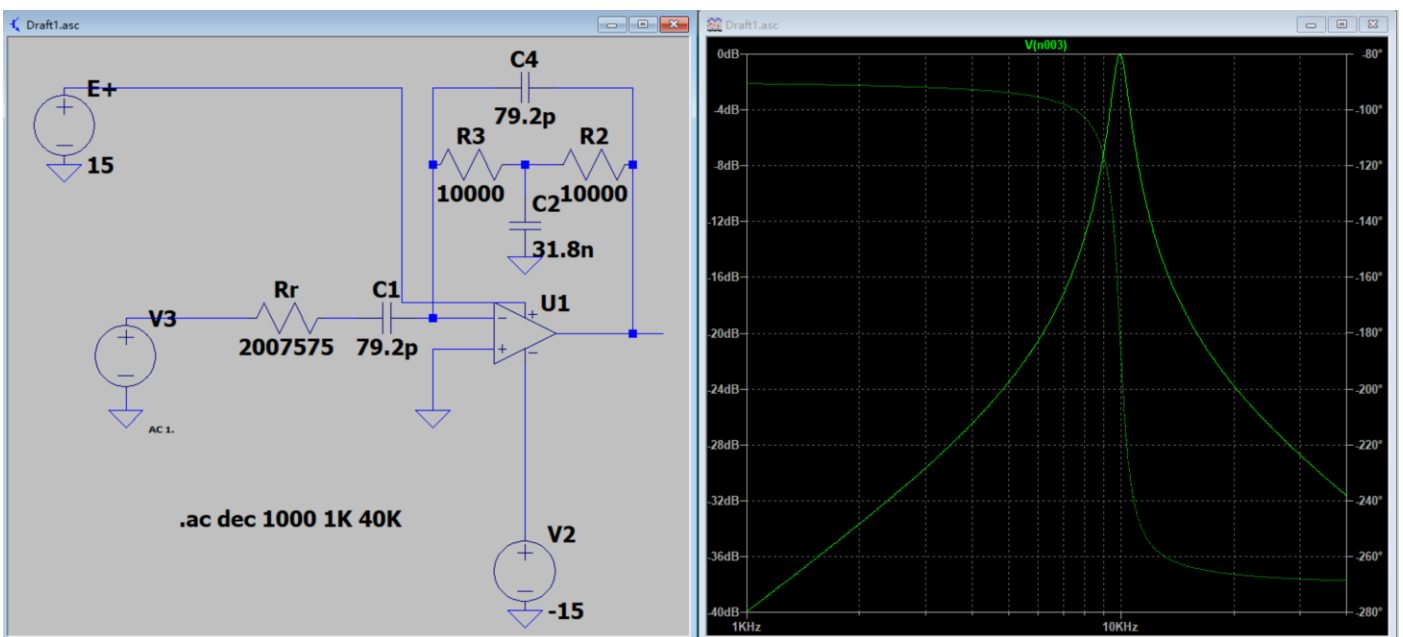 Draft1.asc
E+
15
C4
79.2p
R3
R2
10000
10000
C2
31.8n
Rr
2007575
C1
79.2p
U1
V3
AC 1.
.ac dec 1000 1K 40K
V2
-15
Draft1.asc
V(n003)
0dB
-4dB
-8dB
-12dB
-16dB
-20dB
-24dB
-28dB
-32dB
-36dB
-40dB
-80°
-100°
-120°
-140°
-160°
-180°
-200°
-220°
-240°
-260°
-280°
1KHz
10KHz